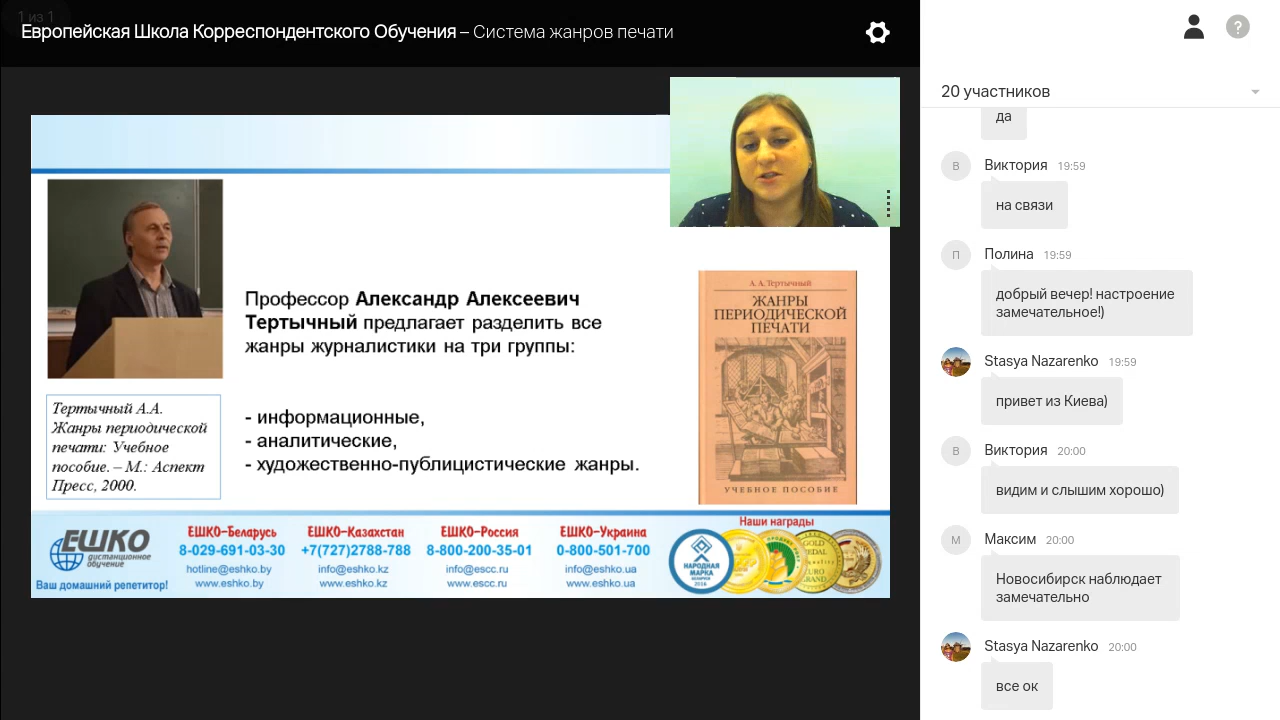 1 из 1
Европейская Школа Корреспондентского Обучения – Система жанров печати
Профессор Александр Алексеевич
Тертычный предлагает разделить все
жанры журналистики на три группы:
- информационные,
- аналитические,
- художественно-публицистические жанры.
Тертычный А.А.
Жанры периодической
печати: Учебное
пособие. – М.: Аспект
Пресс, 2000.
А. А. Тертычный
ЖАНРЫ
ПЕРИОДИЧЕСКОЙ
ПЕЧАТИ
УЧЕБНОЕ ПОСОБИЕ
ЕШКО
дистанционное
обучение
Ваш домашний репетитор!
ЕШКО-Беларусь
8-029-691-03-30
hotline@eshko.by
www.eshko.by
ЕШКО-Казахстан
+7(727)2788-788
info@eshko.kz
www.eshko.kz
ЕШКО-Россия
8-800-200-35-01
info@escc.ru
www.escc.ru
ЕШКО-Украина
0-800-501-700
info@eshko.ua
www.eshko.ua
Наши награды
НАРОДНАЯ
МАРКА
2016
GOLD
MEDAL
EURO
GRAND
20 участников
да
В
Виктория 19:59
на связи
П
Полина 19:59
добрый вечер! настроение
замечательное!)
Stasya Nazarenko 19:59
привет из Киева)
В
Виктория 20:00
видим и слышим хорошо)
М
Максим 20:00
Новосибирск наблюдает
замечательно
Stasya Nazarenko 20:00
все ок